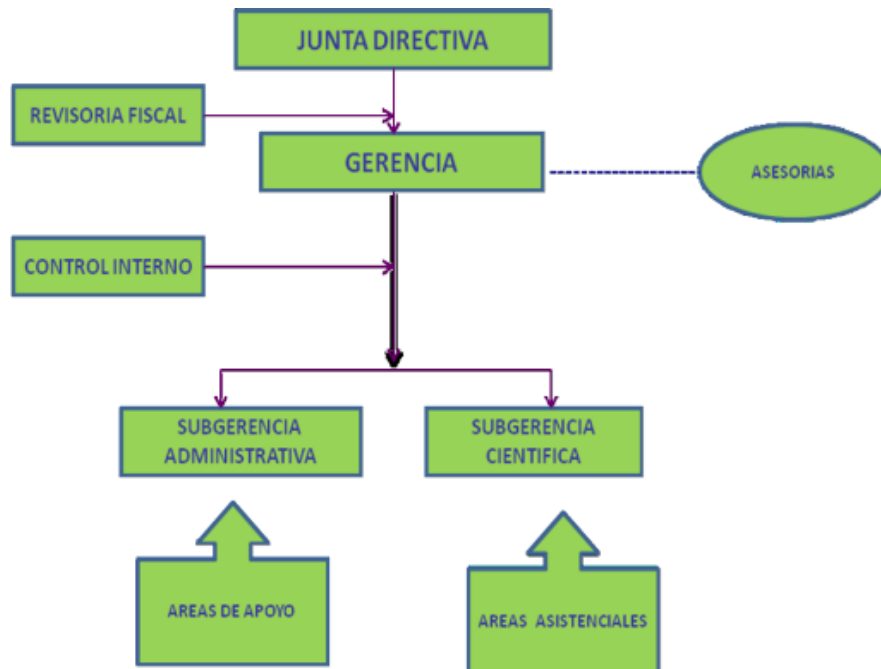 JUNTA DIRECTIVA
REVISORIA FISCAL
GERENCIA
ASESORIAS
CONTROL INTERNO
SUBGERENCIA
ADMINISTRATIVA
SUBGERENCIA
CIENTIFICA
AREAS DE APOYO
AREAS ASISTENCIALES